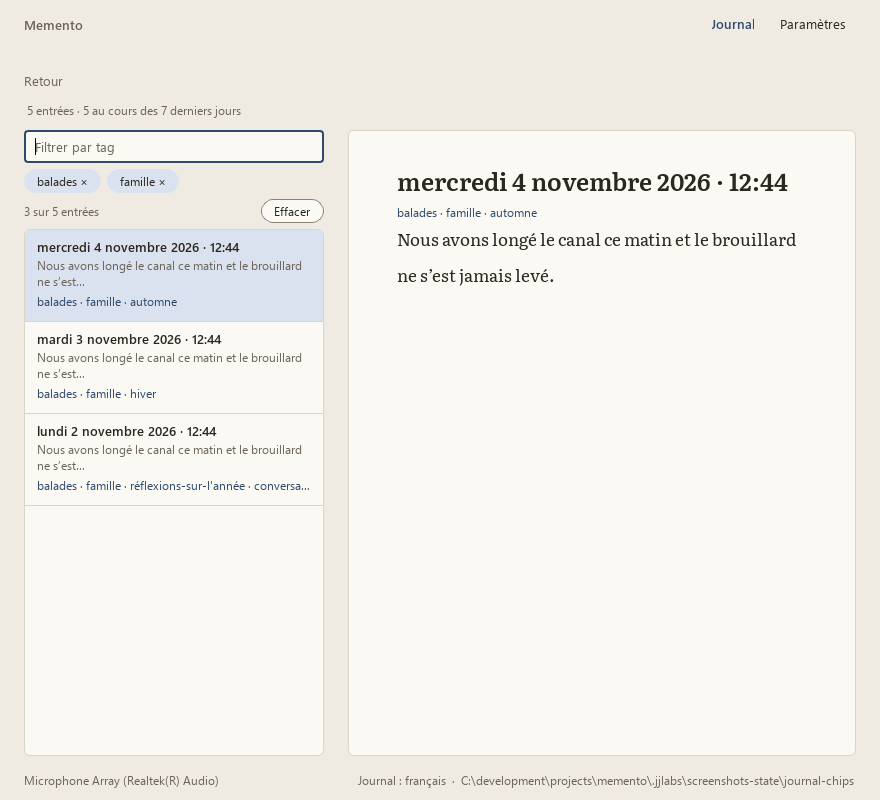 Memento
Journal
Paramètres
Retour
5 entrées · 5 au cours des 7 derniers jours
Filtrer par tag
balades ×
famille ×
3 sur 5 entrées
Effacer
mercredi 4 novembre 2026 · 12:44
Nous avons longé le canal ce matin et le brouillard
ne s’est...
balades · famille · automne
mardi 3 novembre 2026 · 12:44
Nous avons longé le canal ce matin et le brouillard
ne s’est...
balades · famille · hiver
lundi 2 novembre 2026 · 12:44
Nous avons longé le canal ce matin et le brouillard
ne s’est...
balades · famille · réflexions-sur-l'année · conversa...
mercredi 4 novembre 2026 · 12:44
balades · famille · automne
Nous avons longé le canal ce matin et le brouillard
ne s’est jamais levé.
Microphone Array (Realtek(R) Audio)
Journal : français · C:\development\projects\memento\.jjlabs\screenshots-state\journal-chips